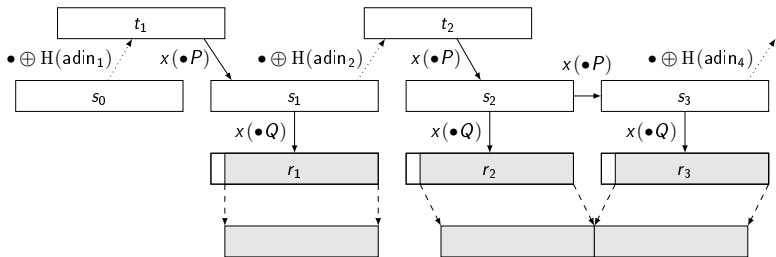 t₁ t₂
• ⊕ H(adin₁) x(•P) • ⊕ H(adin₂) x(•P) x(•P) • ⊕ H(adin₄)
s₀ s₁ s₂ s₃
x(•Q) x(•Q) x(•Q)
r₁ r₂ r₃